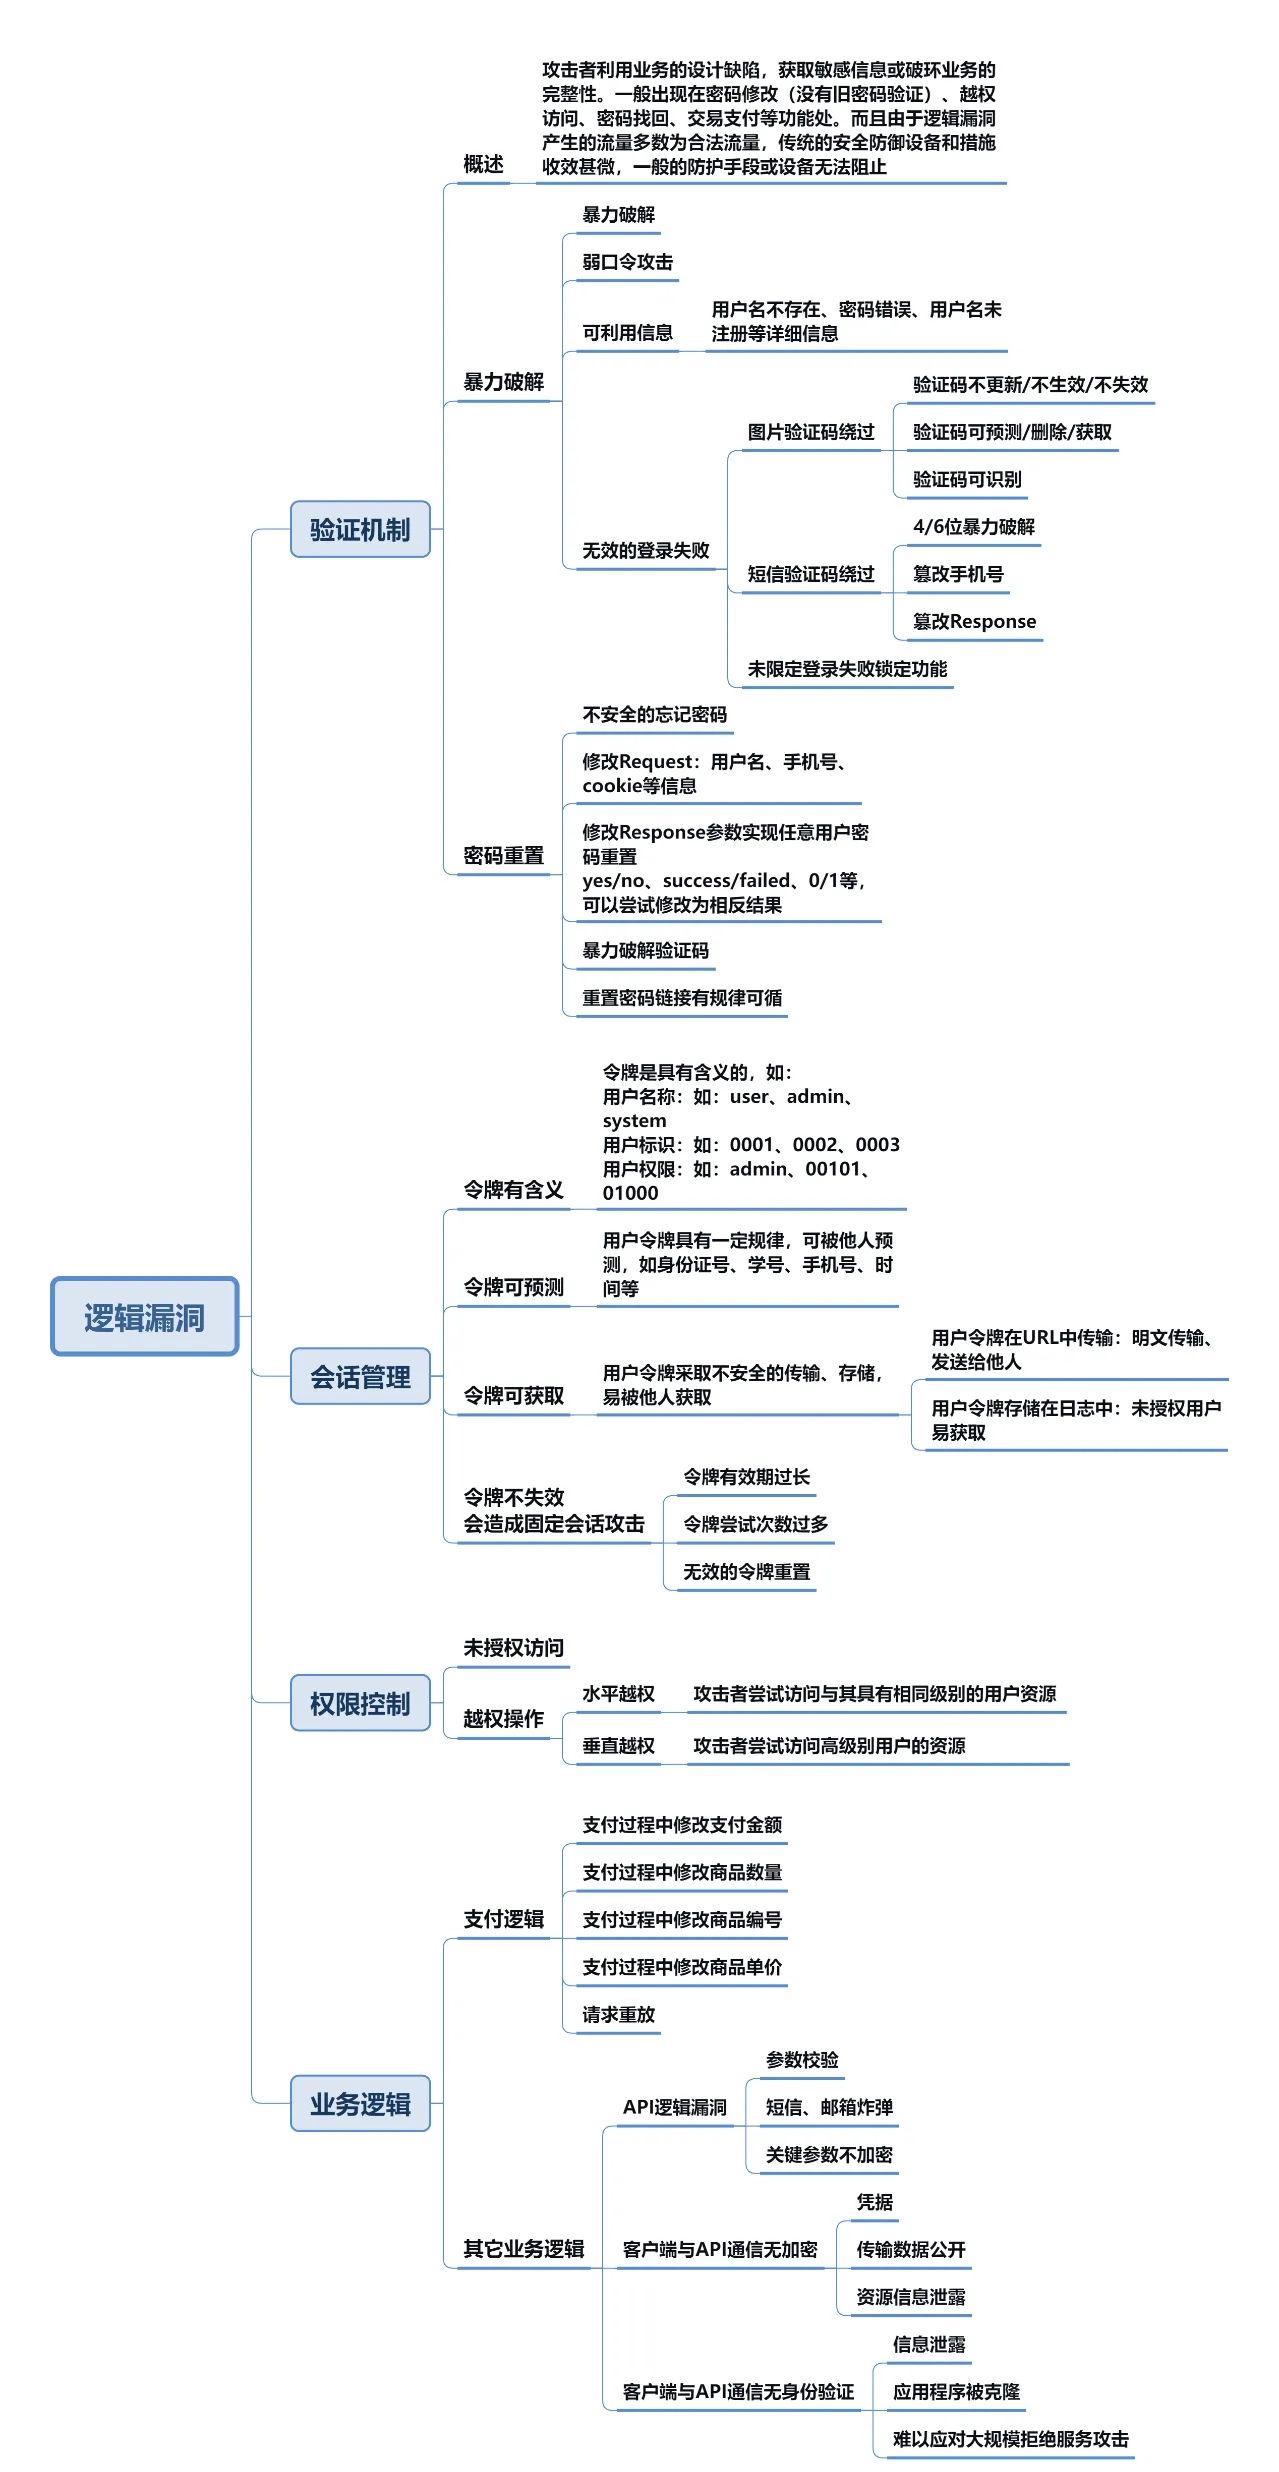 攻击者利用业务的设计缺陷，获取敏感信息或破环业务的
完整性。一般出现在密码修改（没有旧密码验证）、越权
访问、密码找回、交易支付等功能处。而且由于逻辑漏洞
产生的流量多数为合法流量，传统的安全防御设备和措施
收效甚微，一般的防护手段或设备无法阻止
概述
暴力破解
弱口令攻击
用户名不存在、密码错误、用户名未
注册等详细信息
可利用信息
暴力破解
验证码不更新/不生效/不失效
图片验证码绕过
验证码可预测/删除/获取
验证码可识别
验证机制
4/6位暴力破解
无效的登录失败
短信验证码绕过
篡改手机号
篡改Response
未限定登录失败锁定功能
不安全的忘记密码
修改Request：用户名、手机号、
cookie等信息
修改Response参数实现任意用户密
码重置
yes/no、success/failed、0/1等，
可以尝试修改为相反结果
密码重置
暴力破解验证码
重置密码链接有规律可循
令牌是具有含义的，如：
用户名称：如：user、admin、
system
用户标识：如：0001、0002、0003
用户权限：如：admin、00101、
01000
令牌有含义
用户令牌具有一定规律，可被他人预
测，如身份证号、学号、手机号、时
间等
令牌可预测
逻辑漏洞
会话管理
用户令牌在URL中传输：明文传输、
发送给他人
令牌可获取
用户令牌采取不安全的传输、存储，
易被他人获取
用户令牌存储在日志中：未授权用户
易获取
令牌不失效
会造成固定会话攻击
令牌有效期过长
令牌尝试次数过多
无效的令牌重置
未授权访问
权限控制
越权操作
水平越权
攻击者尝试访问与其具有相同级别的用户资源
垂直越权
攻击者尝试访问高级别用户的资源
支付过程中修改支付金额
支付过程中修改商品数量
支付逻辑
支付过程中修改商品编号
支付过程中修改商品单价
请求重放
业务逻辑
参数校验
API逻辑漏洞
短信、邮箱炸弹
关键参数不加密
其它业务逻辑
凭据
客户端与API通信无加密
传输数据公开
资源信息泄露
信息泄露
客户端与API通信无身份验证
应用程序被克隆
难以应对大规模拒绝服务攻击